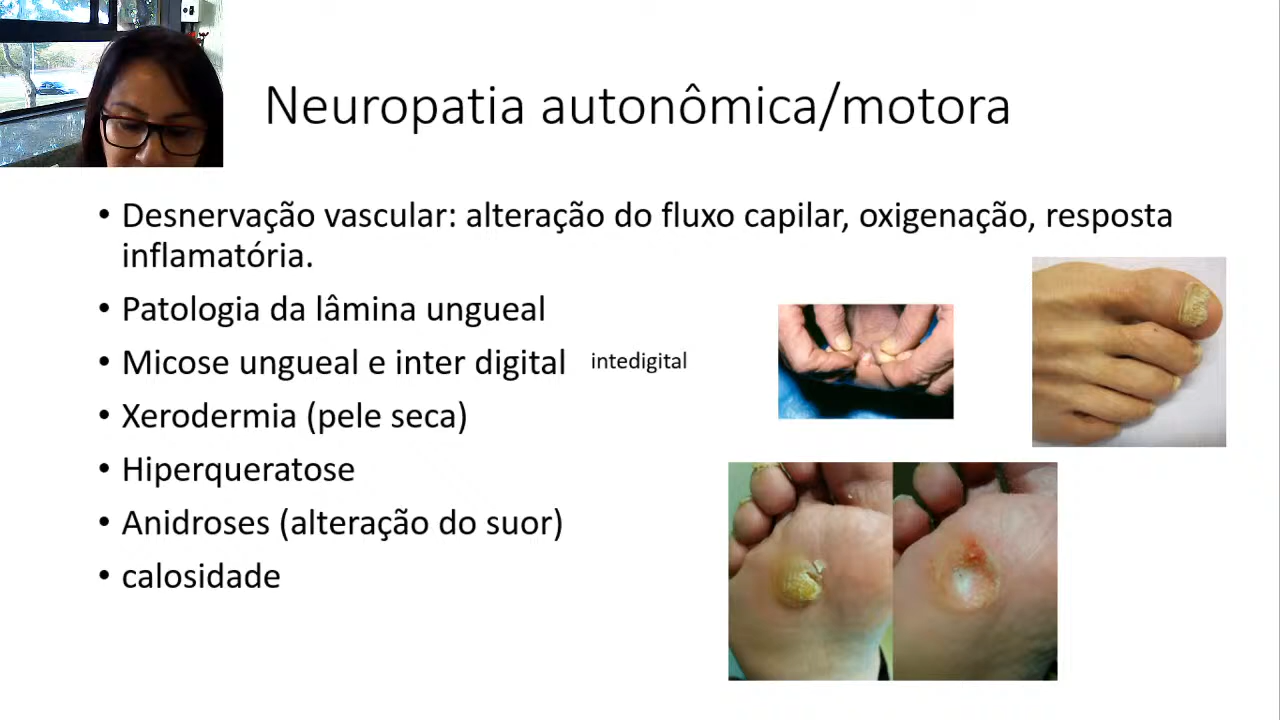 Neuropatia autonômica/motora
• Desnervação vascular: alteração do fluxo capilar, oxigenação, resposta
inflamatória.
• Patologia da lâmina ungueal
• Micose ungueal e inter digital intedigital
• Xerodermia (pele seca)
• Hiperqueratose
• Anidroses (alteração do suor)
• calosidade